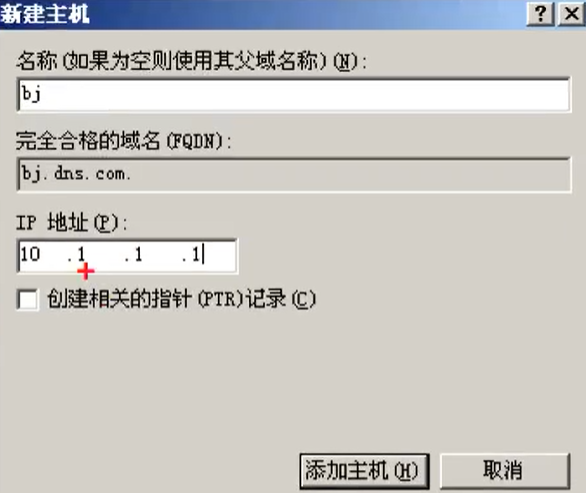 新建主机
名称(如果为空则使用其父域名称)(N):
bj
完全合格的域名(FQDN):
bj.dns.com.
IP 地址(P):
10 .1 .1 .1
创建相关的指针(PTR)记录(C)
添加主机(H) 取消